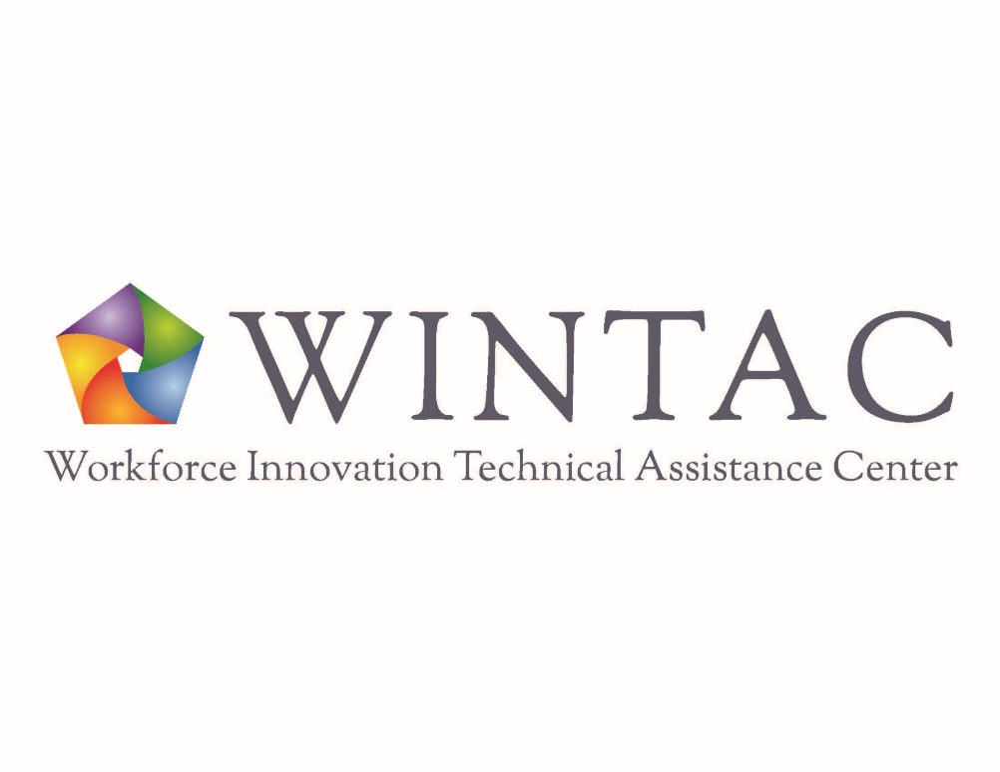 WINTAC
Workforce Innovation Technical Assistance Center